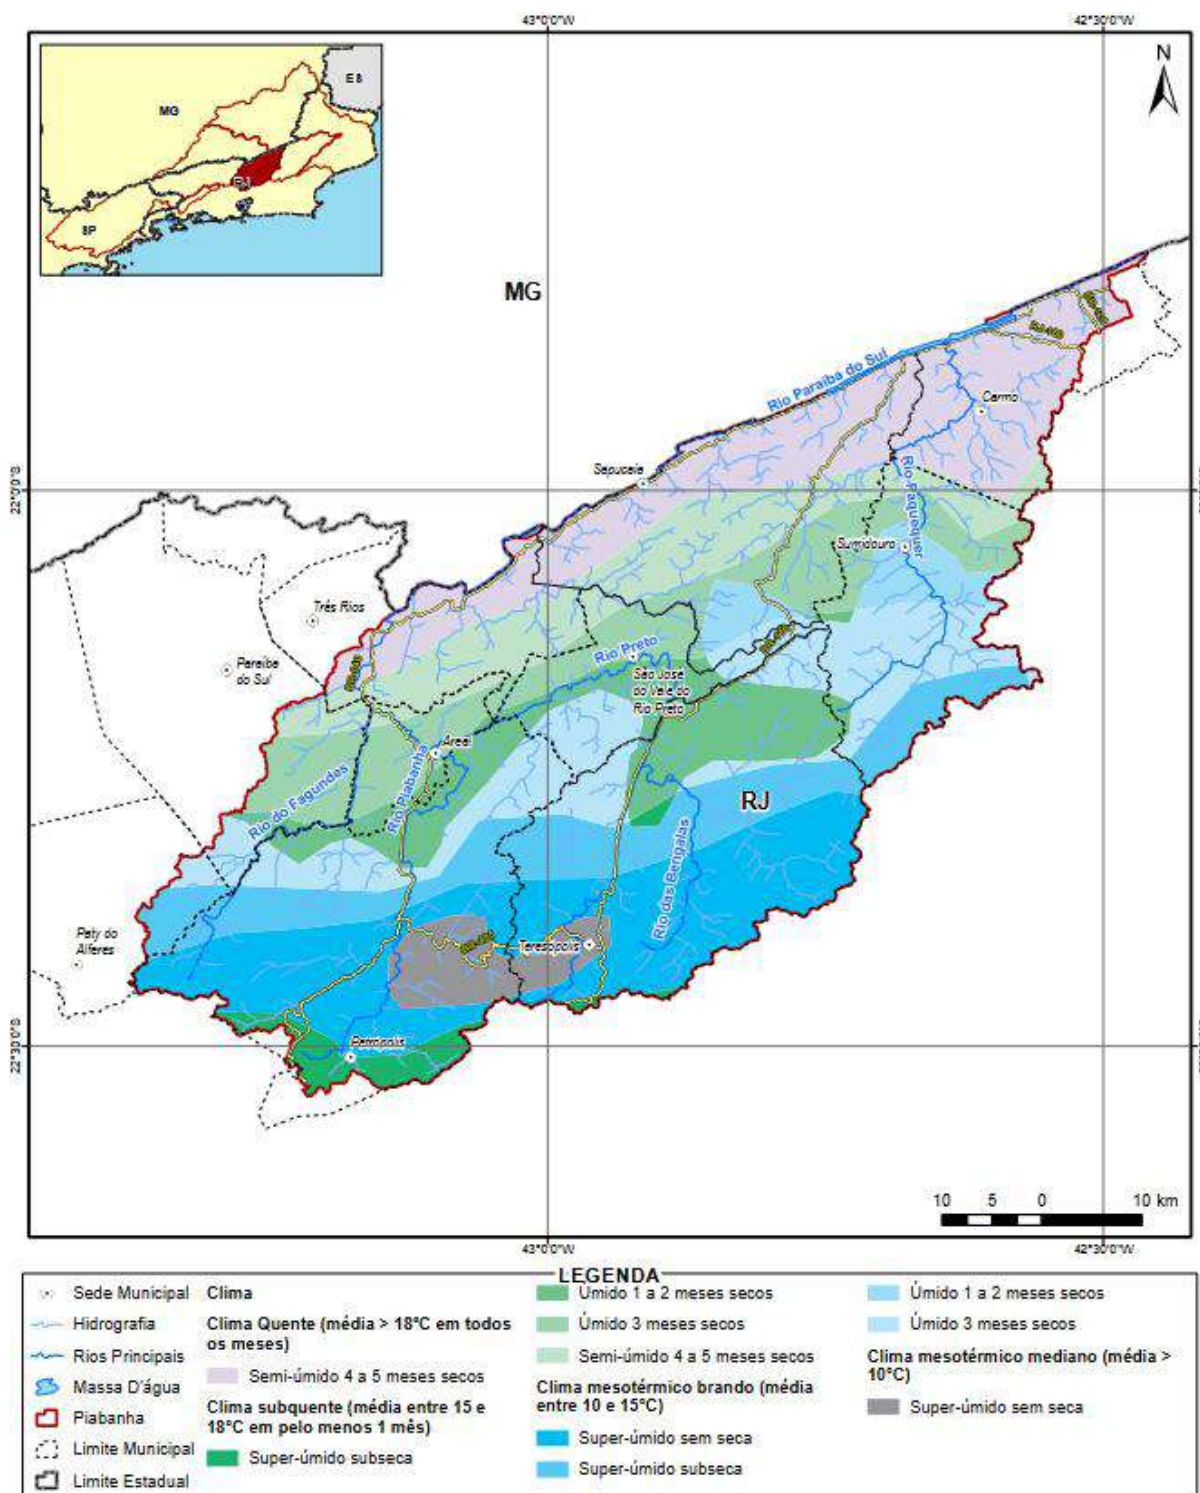 43°0'0"W
42°30'0"W
N
ES
MG
RJ
SP
MG
Rio Paraíba do Sul
Carmo
Sapucaia
Rio Paquequer
22°0'0"S
Sumidouro
Três Rios
Paraíba
do Sul
Rio Preto
São José
do Vale do
Rio Preto
Areal
Rio Piabanha
Rio do Fagundes
RJ
Rio das Bengalas
Paty do
Alferes
Teresópolis
22°30'0"S
Petrópolis
10 5 0 10 km
43°0'0"W
42°30'0"W
LEGENDA
Sede Municipal
Hidrografia
Rios Principais
Massa D'água
Piabanha
Limite Municipal
Limite Estadual
Clima
Clima Quente (média > 18°C em todos
os meses)
Semi-úmido 4 a 5 meses secos
Clima subquente (média entre 15 e
18°C em pelo menos 1 mês)
Super-úmido subseca
Úmido 1 a 2 meses secos
Úmido 3 meses secos
Semi-úmido 4 a 5 meses secos
Clima mesotérmico brando (média
entre 10 e 15°C)
Super-úmido sem seca
Super-úmido subseca
Úmido 1 a 2 meses secos
Úmido 3 meses secos
Clima mesotérmico mediano (média >
10°C)
Super-úmido sem seca